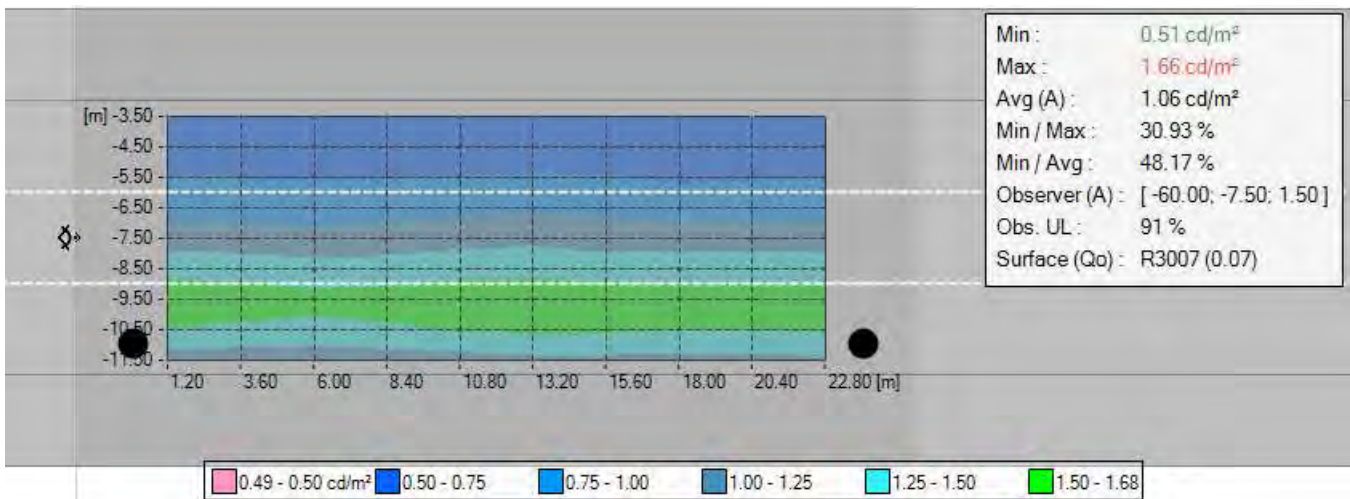 Min : 0.51 cd/m²
Max : 1.66 cd/m²
Avg (A) : 1.06 cd/m²
Min / Max : 30.93 %
Min / Avg : 48.17 %
Observer (A) : [ -60.00; -7.50; 1.50 ]
Obs. UL : 91 %
Surface (Qo) : R3007 (0.07)
[m] -3.50
-4.50
-5.50
-6.50
-7.50
-8.50
-9.50
-10.50
-11.50
1.20 3.60 6.00 8.40 10.80 13.20 15.60 18.00 20.40 22.80 [m]
0.49 - 0.50 cd/m² 0.50 - 0.75 0.75 - 1.00 1.00 - 1.25 1.25 - 1.50 1.50 - 1.68